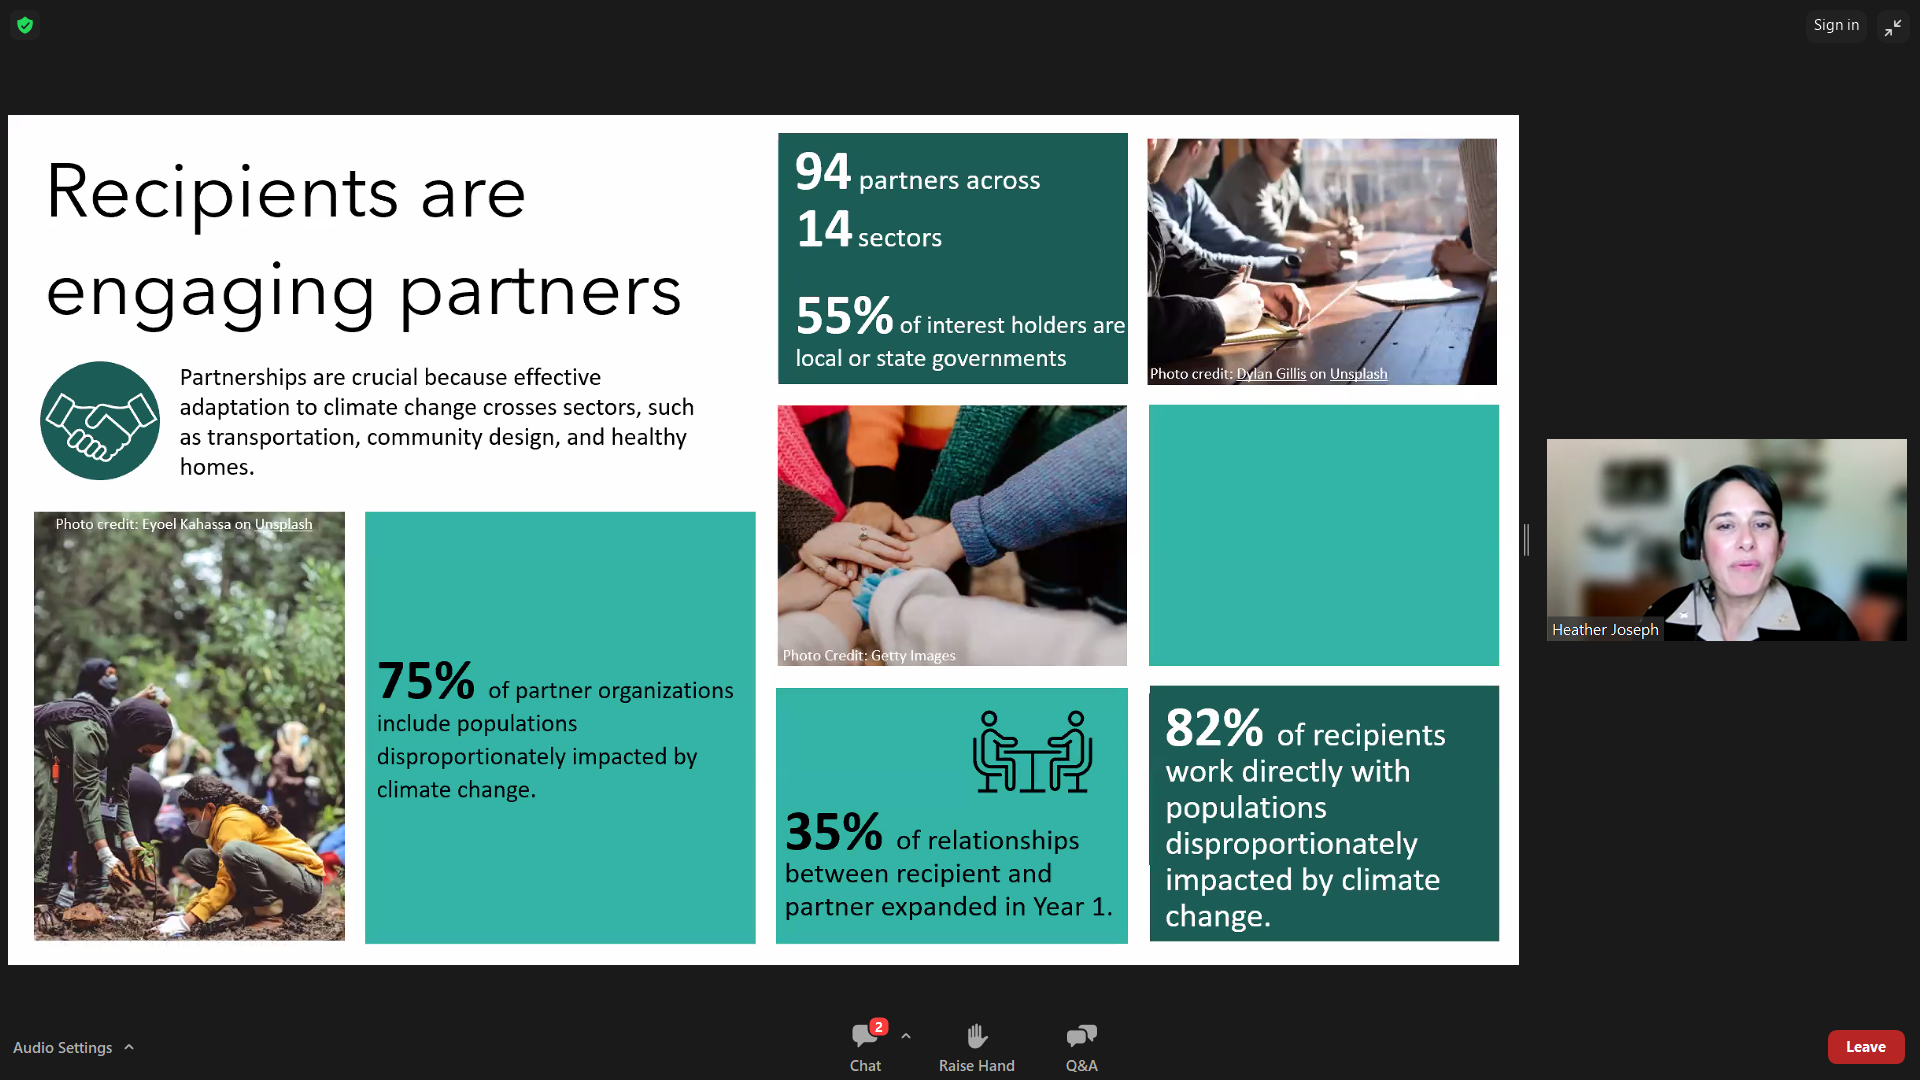 Sign in
Recipients are
engaging partners
Partnerships are crucial because effective
adaptation to climate change crosses sectors, such
as transportation, community design, and healthy
homes.
94 partners across
14 sectors
55% of interest holders are
local or state governments
Photo credit: Dylan Gillis on Unsplash
Photo credit: Eyoel Kahassa on Unsplash
75% of partner organizations
include populations
disproportionately impacted by
climate change.
Photo Credit: Getty Images
35% of relationships
between recipient and
partner expanded in Year 1.
82% of recipients
work directly with
populations
disproportionately
impacted by climate
change.
Heather Joseph
Audio Settings
2
Chat
Raise Hand
Q&A
Leave